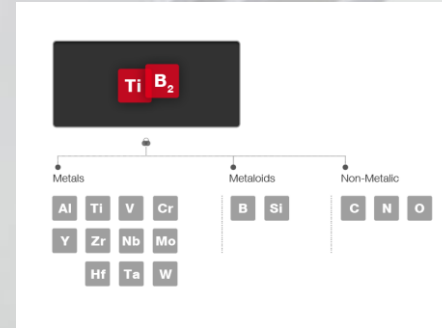 Ti B2
Metals Metaloids Non-Metalic
Al Ti V Cr B Si C N O
Y Zr Nb Mo
Hf Ta W